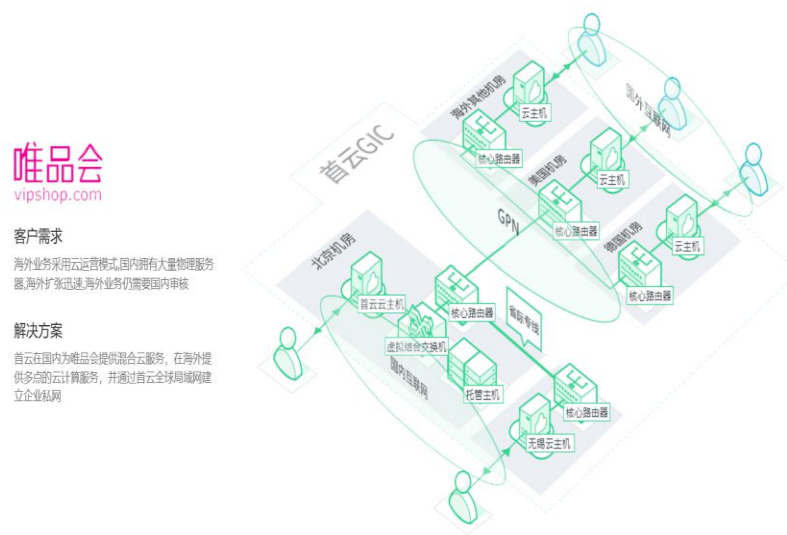 唯品会
vipshop.com
客户需求
海外业务采用云运营模式,国内拥有大量物理服务
器,海外扩张迅速,海外业务仍需要国内审核
解决方案
首云在国内为唯品会提供混合云服务，在海外提
供多点的云计算服务，并通过首云全球局域网建
立企业私网
首云GIC
海外其他机房
云主机
核心路由器
国外互联网
美国机房
云主机
核心路由器
GPN
德国机房
云主机
核心路由器
北京机房
首云云主机
核心路由器
省际专线
虚拟结合交换机
国内互联网
托管主机
核心路由器
无锡云主机